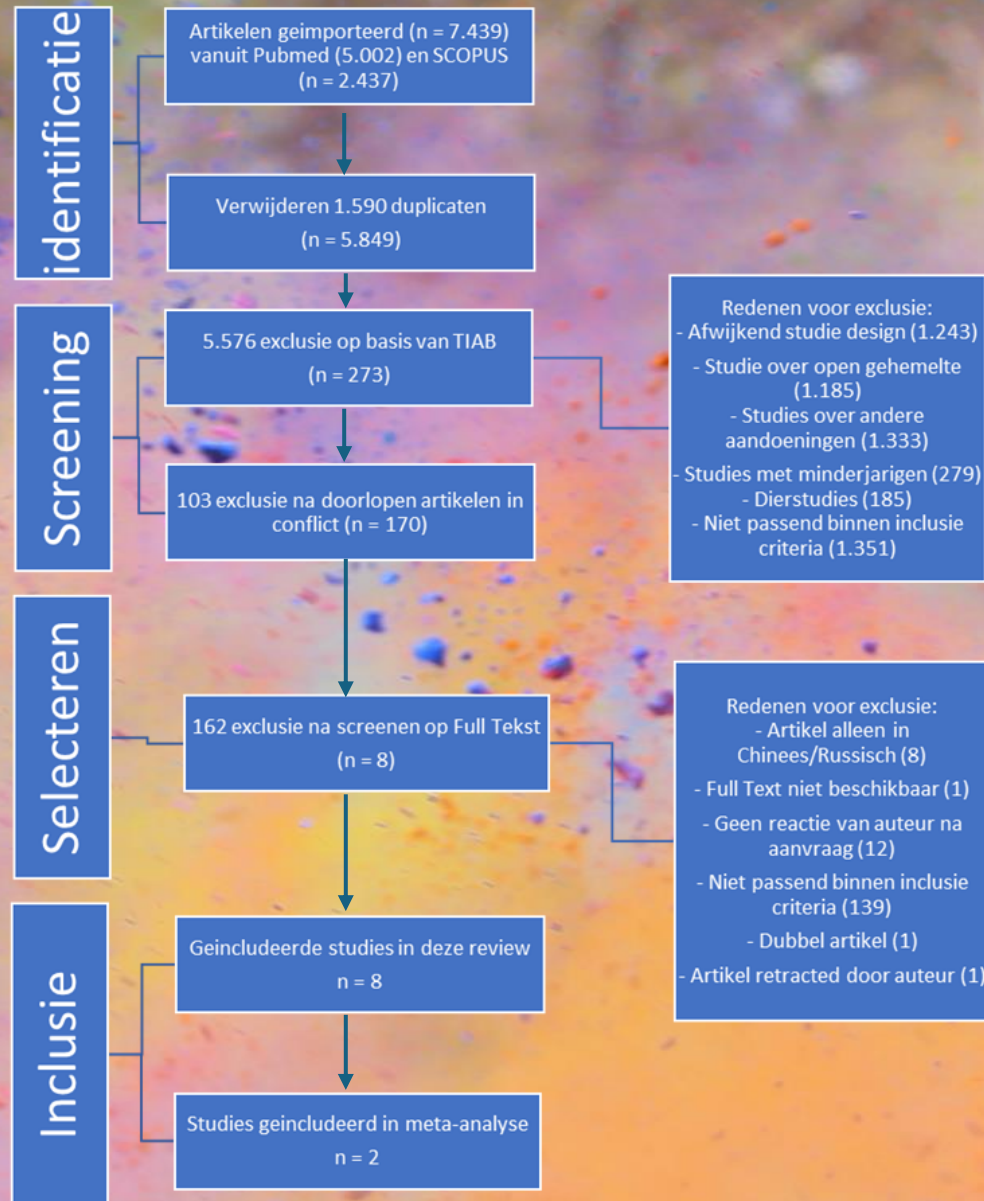 identificatie
Artikelen geimporteerd (n = 7.439)
vanuit Pubmed (5.002) en SCOPUS
(n = 2.437)
Verwijderen 1.590 duplicaten
(n = 5.849)
Screening
5.576 exclusie op basis van TIAB
(n = 273)
Redenen voor exclusie:
- Afwijkend studie design (1.243)
- Studie over open gehemelte
(1.185)
- Studies over andere
aandoeningen (1.333)
- Studies met minderjarigen (279)
- Dierstudies (185)
- Niet passend binnen inclusie
criteria (1.351)
103 exclusie na doorlopen artikelen in
conflict (n = 170)
Selecteren
162 exclusie na screenen op Full Tekst
(n = 8)
Redenen voor exclusie:
- Artikel alleen in
Chinees/Russisch (8)
- Full Text niet beschikbaar (1)
- Geen reactie van auteur na
aanvraag (12)
- Niet passend binnen inclusie
criteria (139)
- Dubbel artikel (1)
- Artikel retracted door auteur (1)
Inclusie
Geincludeerde studies in deze review
n = 8
Studies geincludeerd in meta-analyse
n = 2